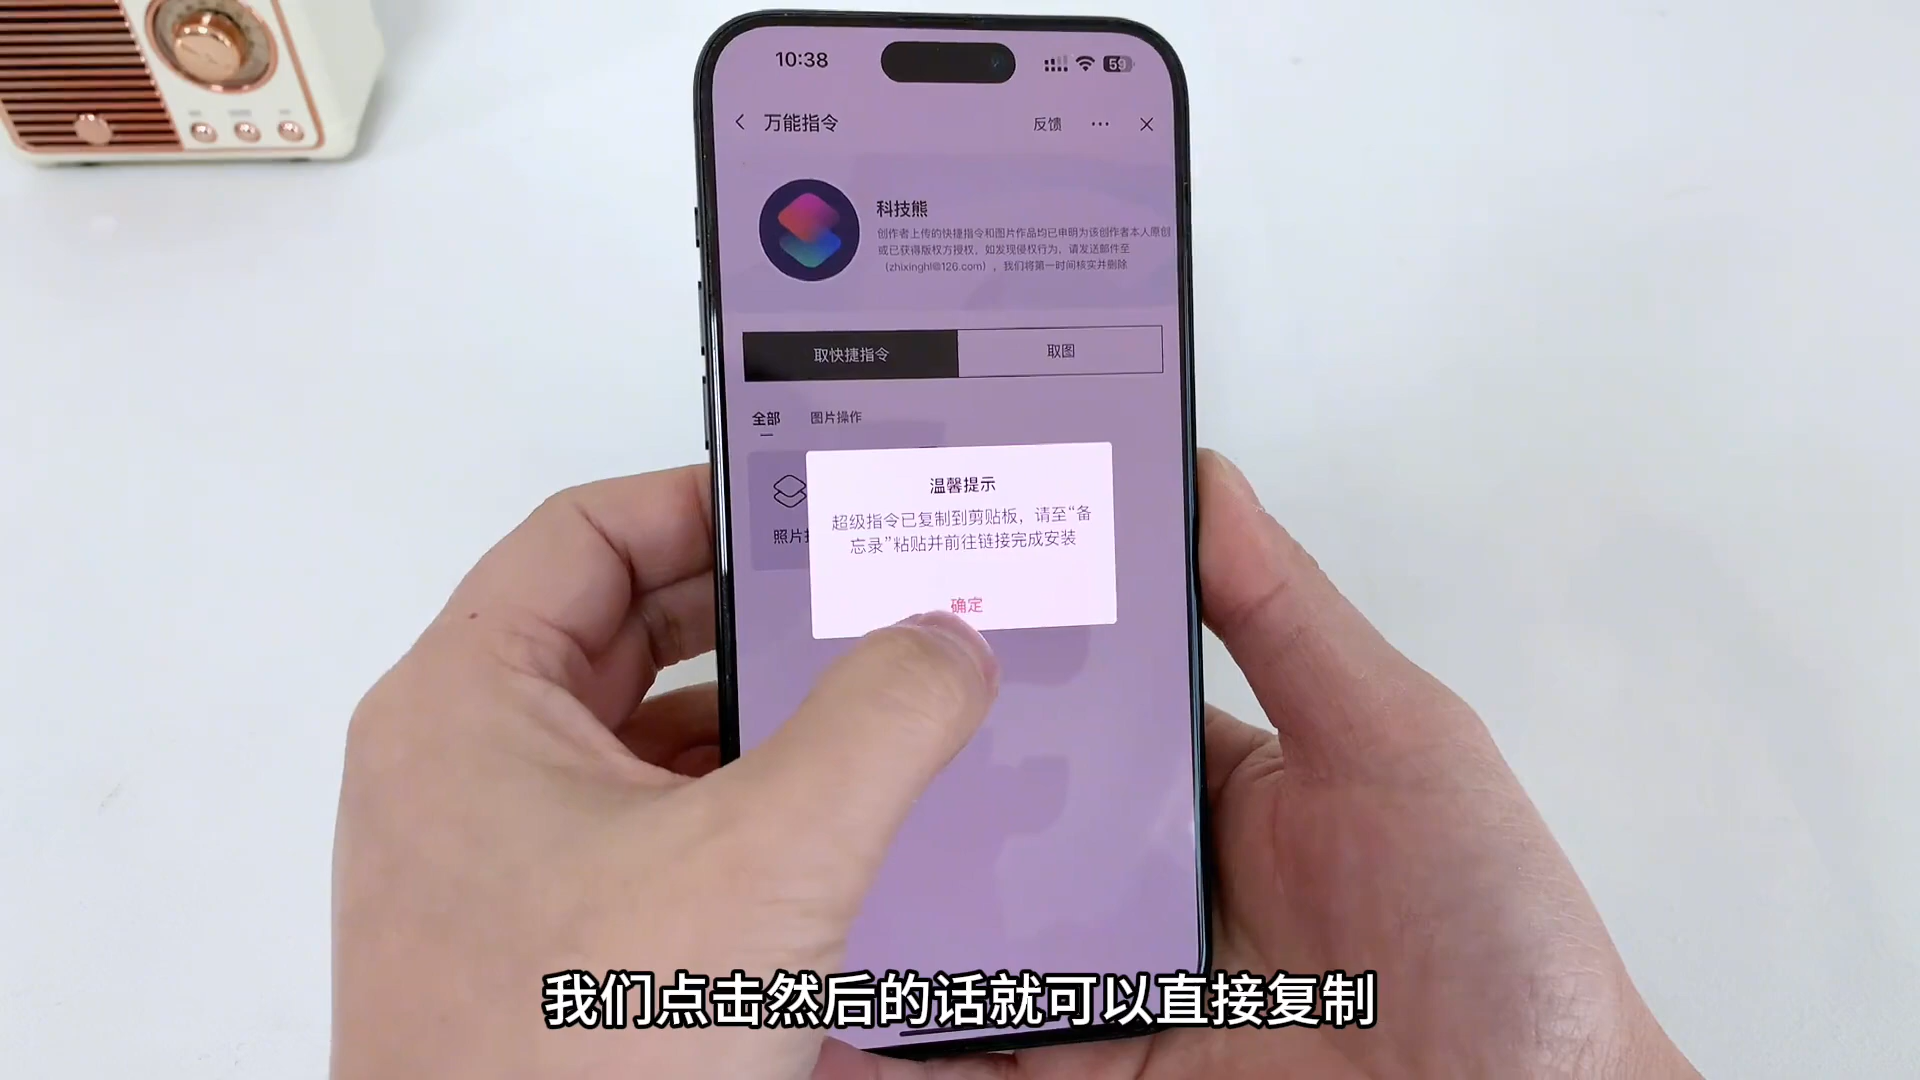 10:38
59
万能指令
反馈
科技熊
创作者上传的快捷指令和图片作品均已申明为该创作者本人原创
或已获得版权方授权，如发现侵权行为，请发送邮件至
（zhixinghl@126.com），我们将第一时间核实并删除
取快捷指令
取图
全部
图片操作
温馨提示
超级指令已复制到剪贴板，请至“备
忘录”粘贴并前往链接完成安装
照片
确定
我们点击然后的话就可以直接复制